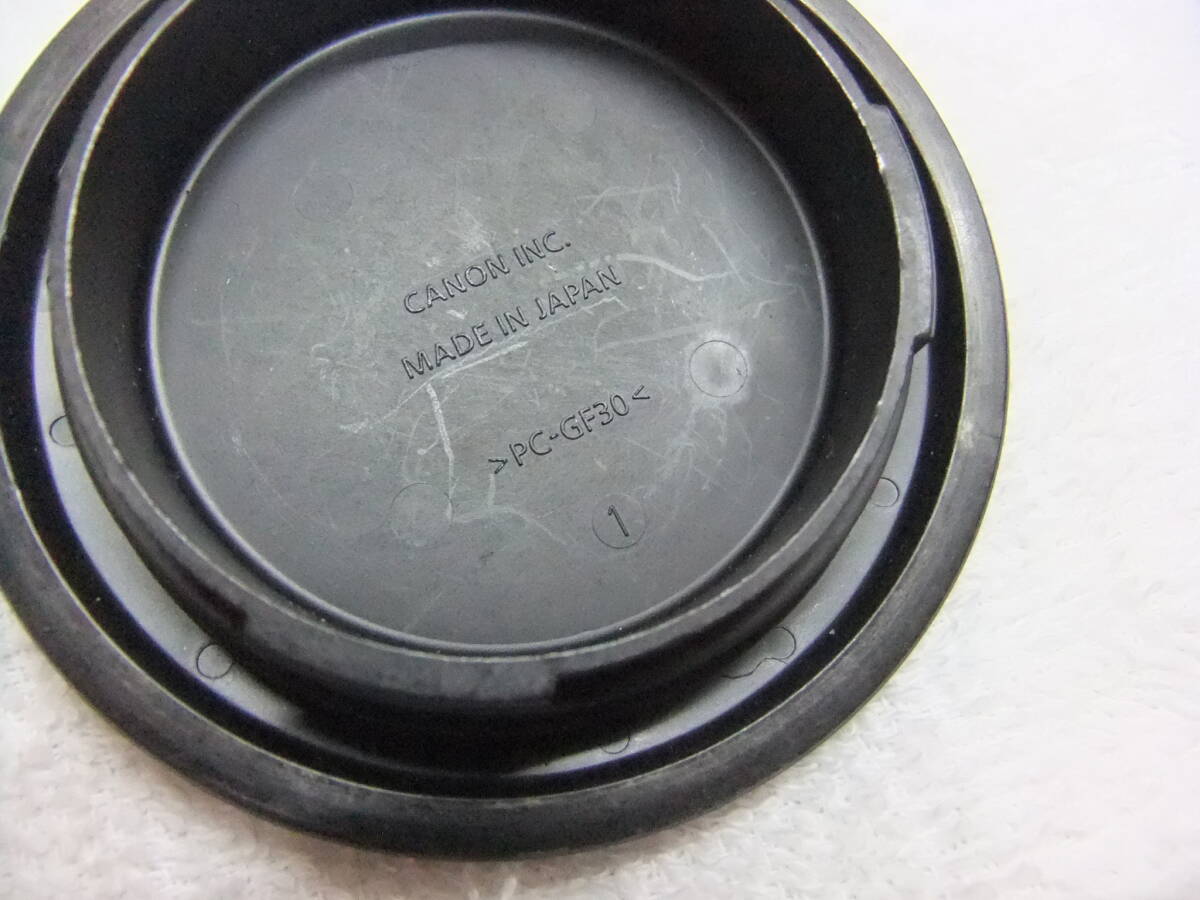 CANON INC.
MADE IN JAPAN
>PC-GF30<
1